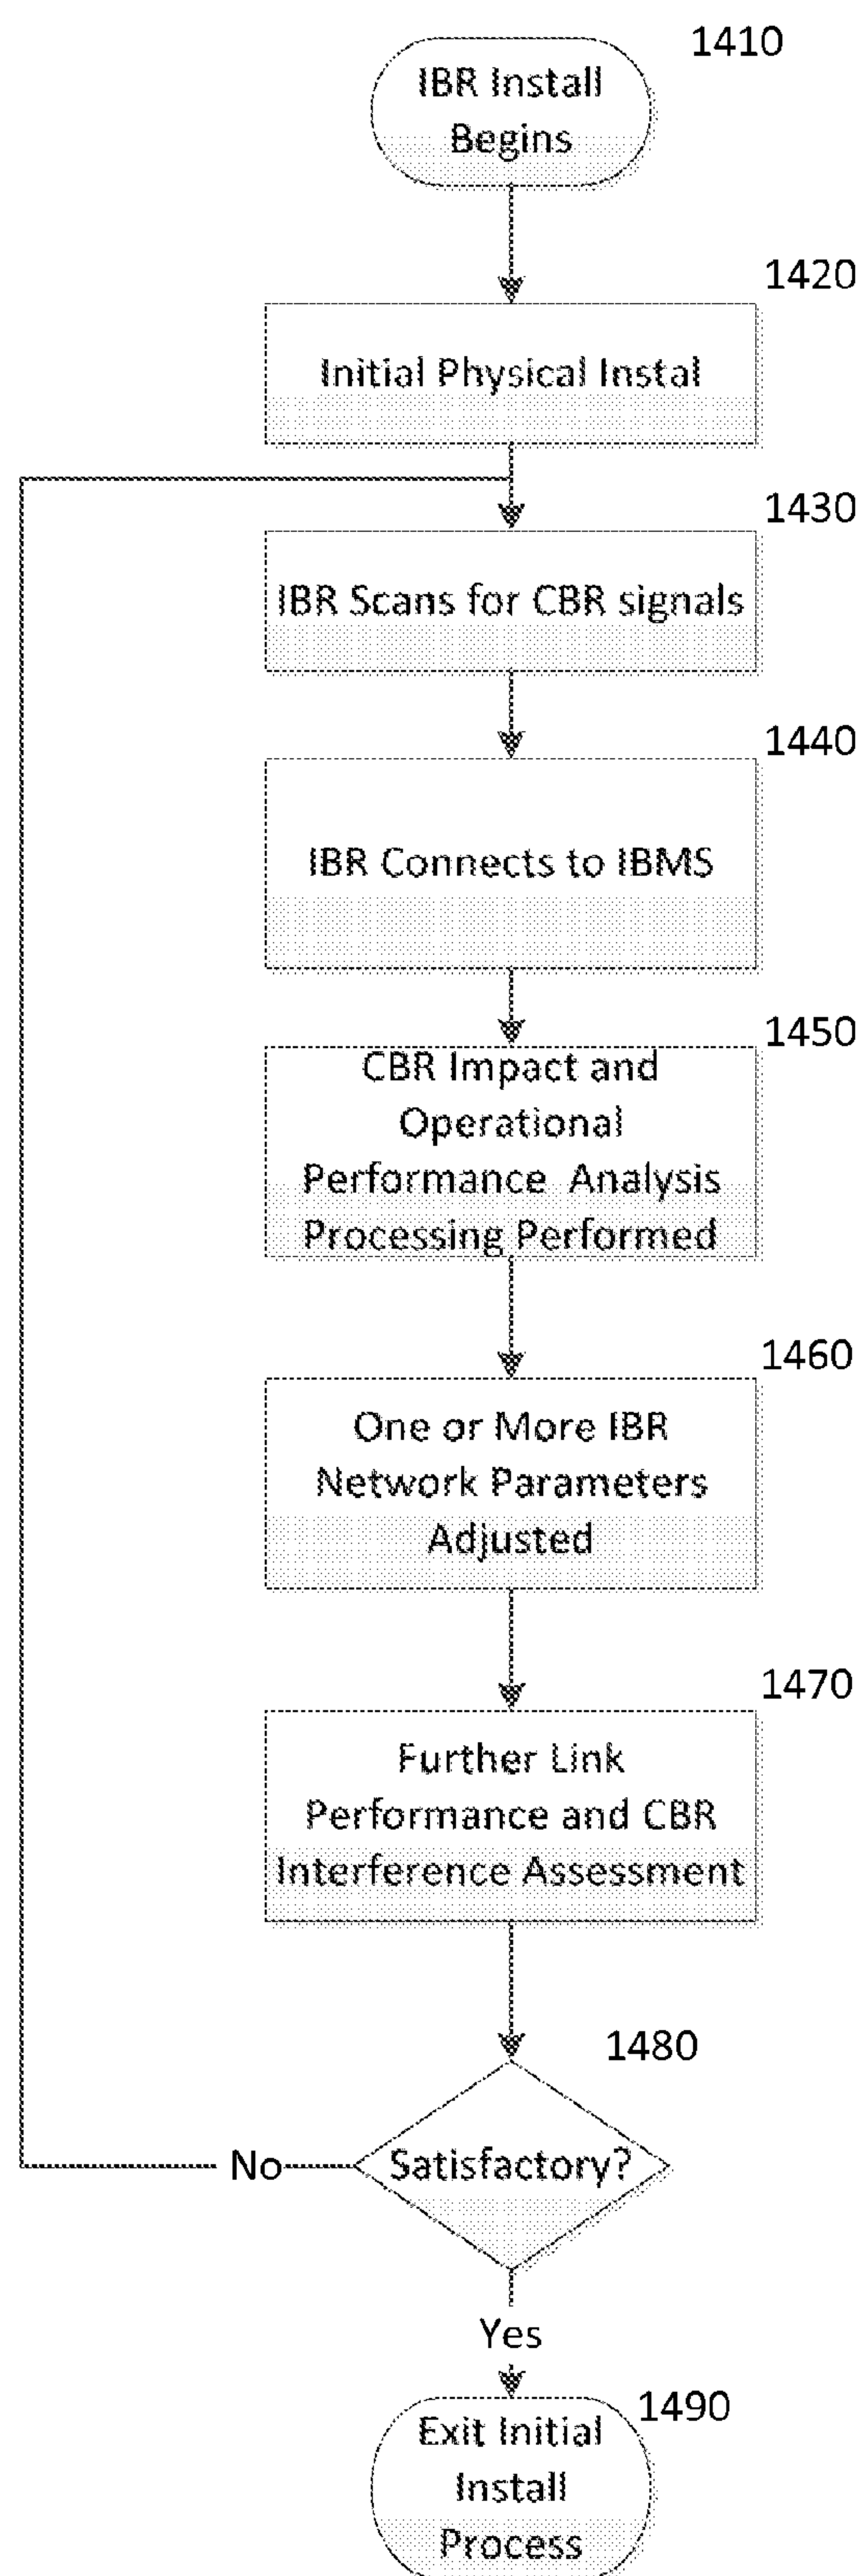 1410
IBR Install
Begins
1420
Initial Physical Instal
1430
IBR Scans for CBR signals
1440
IBR Connects to IBMS
1450
CBR Impact and
Operational
Performance Analysis
Processing Performed
1460
One or More IBR
Network Parameters
Adjusted
1470
Further Link
Performance and CBR
Interference Assessment
1480
Satisfactory?
No
Yes
1490
Exit Initial
Install
Process